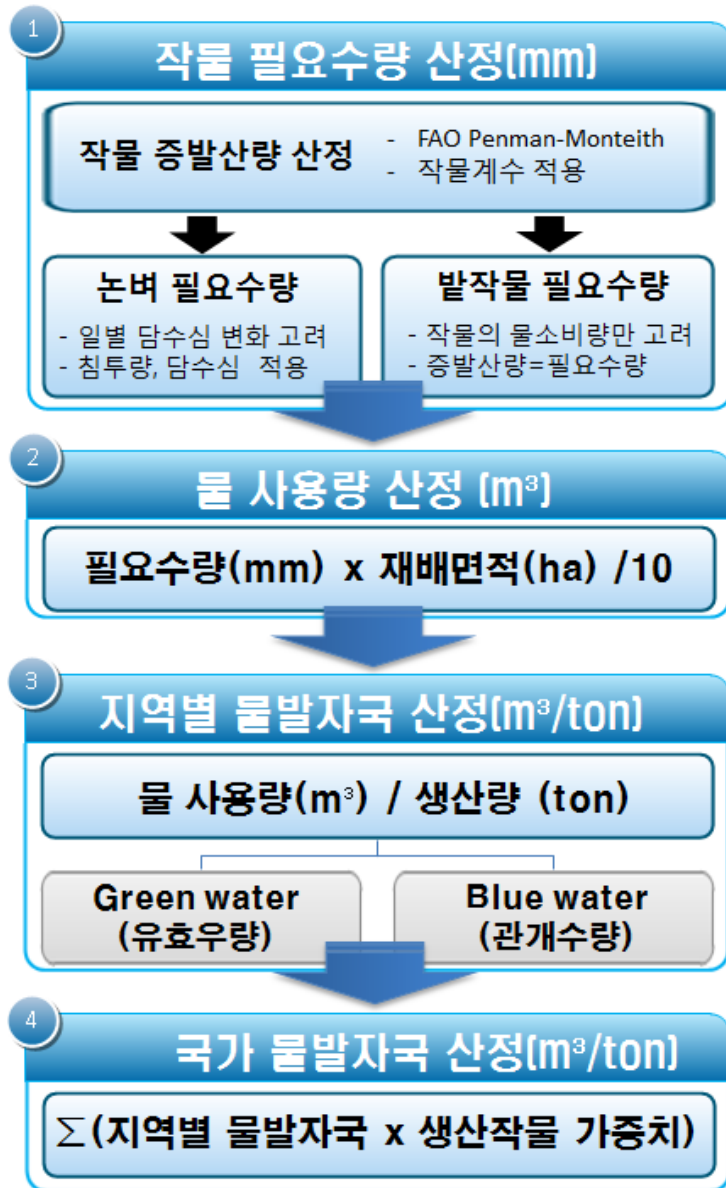 1
작물 필요수량 산정(mm)
작물 증발산량 산정
- FAO Penman-Monteith
- 작물계수 적용
논벼 필요수량
- 일별 담수심 변화 고려
- 침투량, 담수심 적용
밭작물 필요수량
- 작물의 물소비량만 고려
- 증발산량=필요수량
2
물 사용량 산정 (m³)
필요수량(mm) x 재배면적(ha) /10
3
지역별 물발자국 산정(m³/ton)
물 사용량(m³) / 생산량 (ton)
Green water
(유효우량)
Blue water
(관개수량)
4
국가 물발자국 산정(m³/ton)
∑(지역별 물발자국 x 생산작물 가중치)